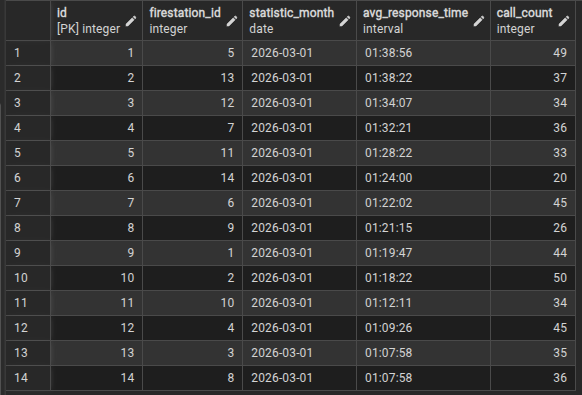 id firestation_id statistic_month avg_response_time call_count
[PK] integer integer date interval integer
1 1 5 2026-03-01 01:38:56 49
2 2 13 2026-03-01 01:38:22 37
3 3 12 2026-03-01 01:34:07 34
4 4 7 2026-03-01 01:32:21 36
5 5 11 2026-03-01 01:28:22 33
6 6 14 2026-03-01 01:24:00 20
7 7 6 2026-03-01 01:22:02 45
8 8 9 2026-03-01 01:21:15 26
9 9 1 2026-03-01 01:19:47 44
10 10 2 2026-03-01 01:18:22 50
11 11 10 2026-03-01 01:12:11 34
12 12 4 2026-03-01 01:09:26 45
13 13 3 2026-03-01 01:07:58 35
14 14 8 2026-03-01 01:07:58 36